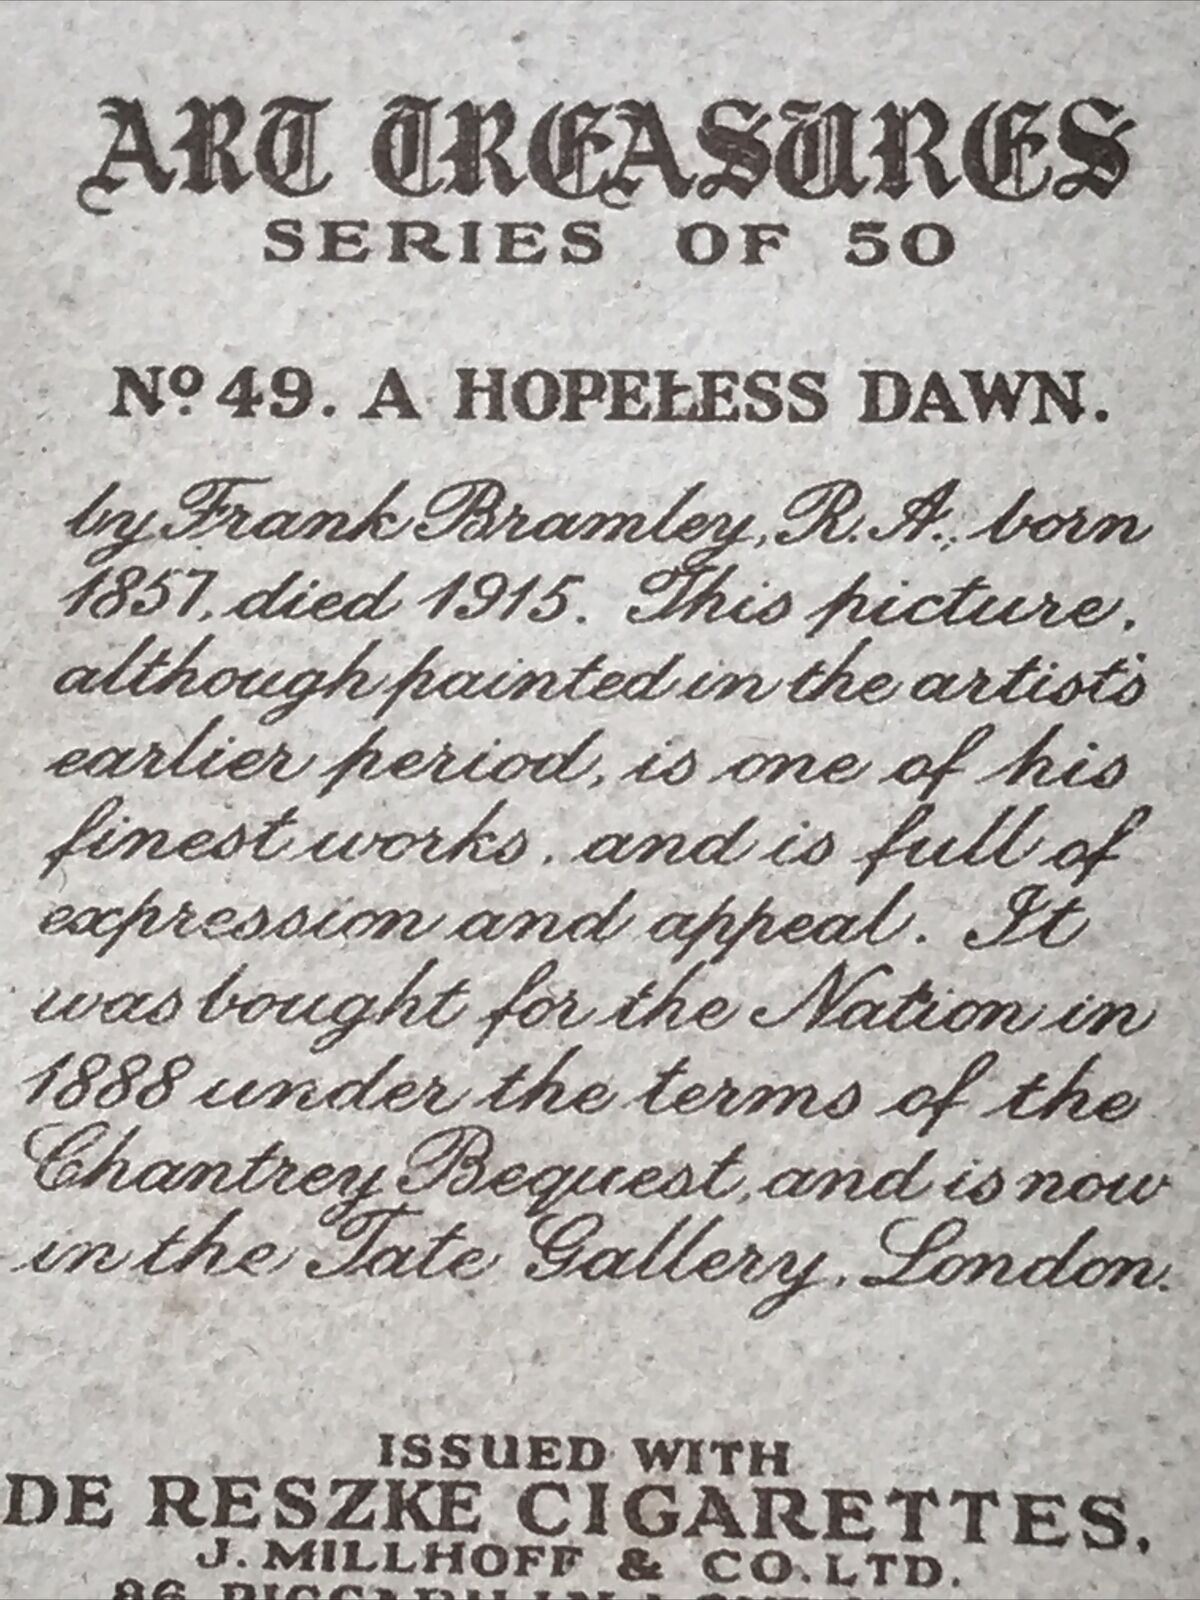 ART TREASURES
SERIES OF 50
Nº 49. A HOPELESS DAWN.
by Frank Bramley, R.A., born
1857, died 1915. This picture,
although painted in the artist's
earlier period, is one of his
finest works, and is full of
expression and appeal. It
was bought for the Nation in
1888 under the terms of the
Chantrey Bequest, and is now
in the Tate Gallery, London.
ISSUED WITH
DE RESZKE CIGARETTES.
J. MILLHOFF & CO. LTD.
86 PICCADILLY